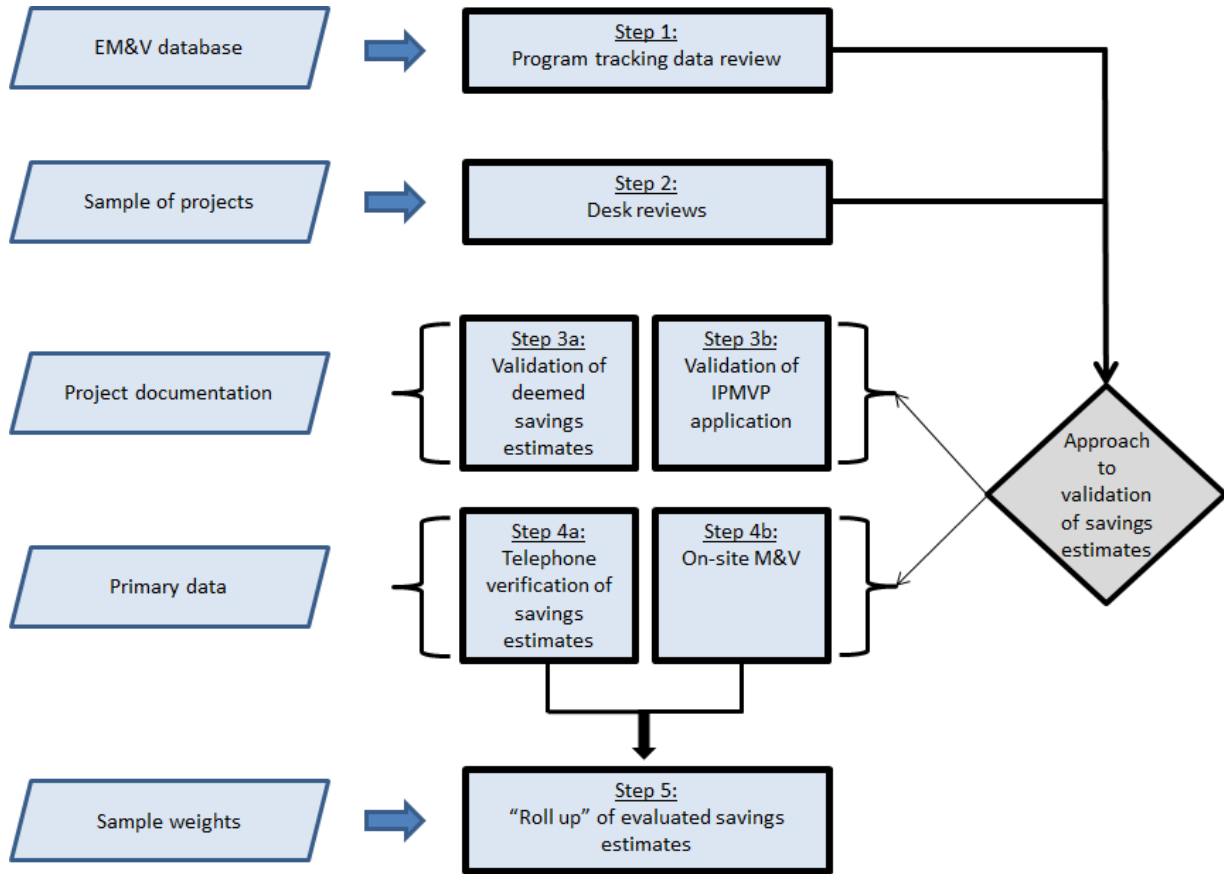 EM&V database
Step 1:
Program tracking data review
Sample of projects
Step 2:
Desk reviews
Project documentation
Step 3a:
Validation of
deemed
savings
estimates
Step 3b:
Validation of
IPMVP
application
Approach
to
validation
of savings
estimates
Primary data
Step 4a:
Telephone
verification of
savings
estimates
Step 4b:
On-site M&V
Sample weights
Step 5:
“Roll up” of evaluated savings
estimates